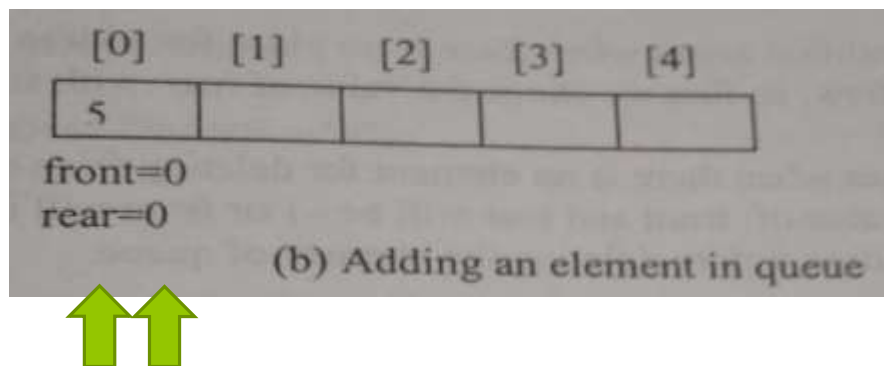 [0] [1] [2] [3] [4]
5
front=0
rear=0
(b) Adding an element in queue